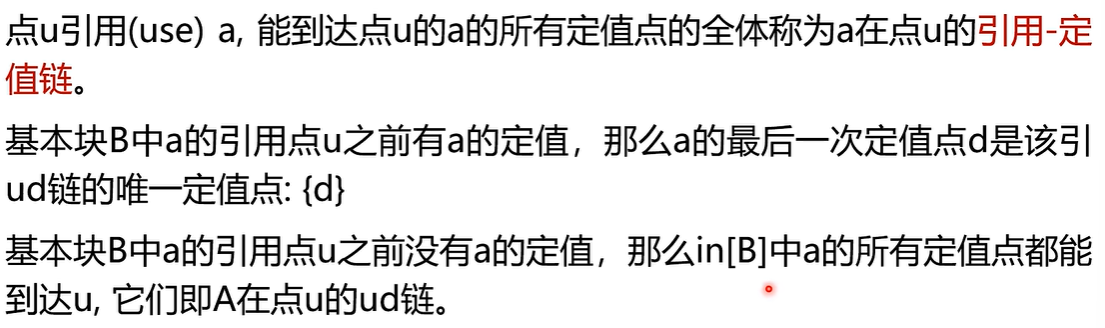 点u引用(use) a, 能到达点u的a的所有定值点的全体称为a在点u的引用-定
值链。
基本块B中a的引用点u之前有a的定值，那么a的最后一次定值点d是该引
ud链的唯一定值点: {d}
基本块B中a的引用点u之前没有a的定值，那么in[B]中a的所有定值点都能
到达u, 它们即A在点u的ud链。